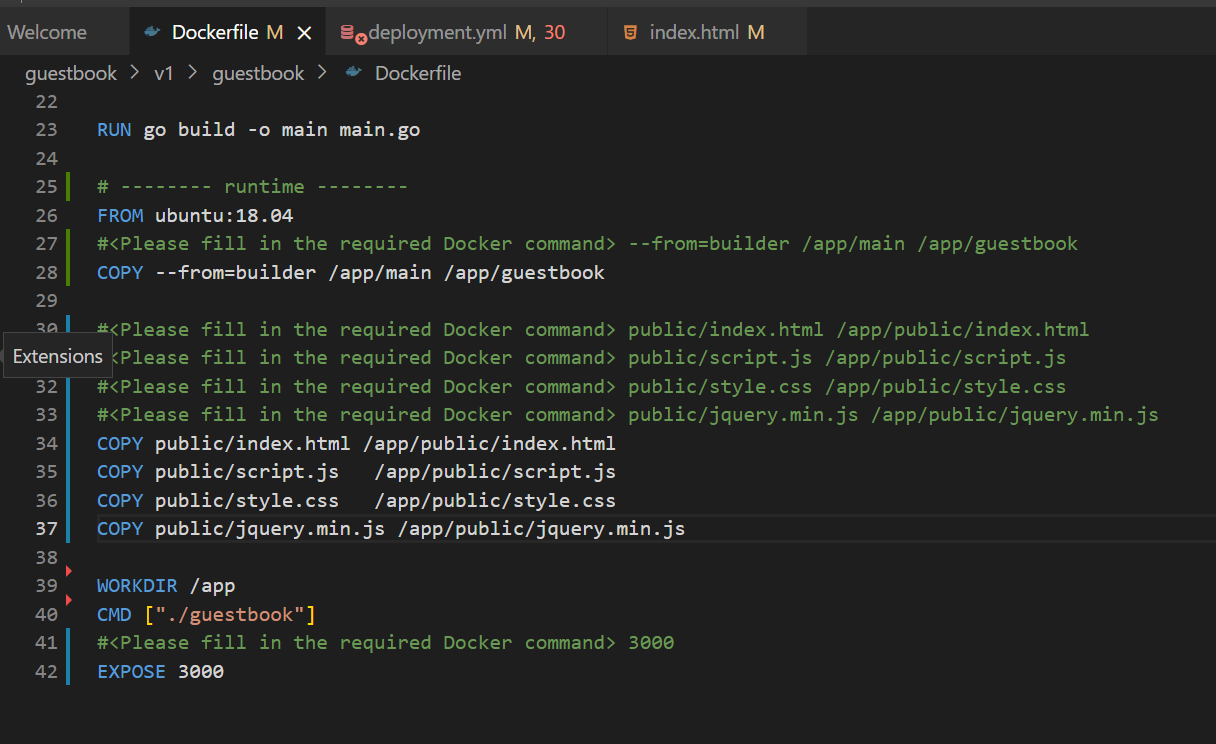 Welcome Dockerfile M × deployment.yml M, 30 index.html M
guestbook > v1 > guestbook > Dockerfile
22
23 RUN go build -o main main.go
24
25 # -------- runtime --------
26 FROM ubuntu:18.04
27 #<Please fill in the required Docker command> --from=builder /app/main /app/guestbook
28 COPY --from=builder /app/main /app/guestbook
29
30 #<Please fill in the required Docker command> public/index.html /app/public/index.html
Extensions <Please fill in the required Docker command> public/script.js /app/public/script.js
32 #<Please fill in the required Docker command> public/style.css /app/public/style.css
33 #<Please fill in the required Docker command> public/jquery.min.js /app/public/jquery.min.js
34 COPY public/index.html /app/public/index.html
35 COPY public/script.js   /app/public/script.js
36 COPY public/style.css   /app/public/style.css
37 COPY public/jquery.min.js /app/public/jquery.min.js
38
39 WORKDIR /app
40 CMD ["./guestbook"]
41 #<Please fill in the required Docker command> 3000
42 EXPOSE 3000